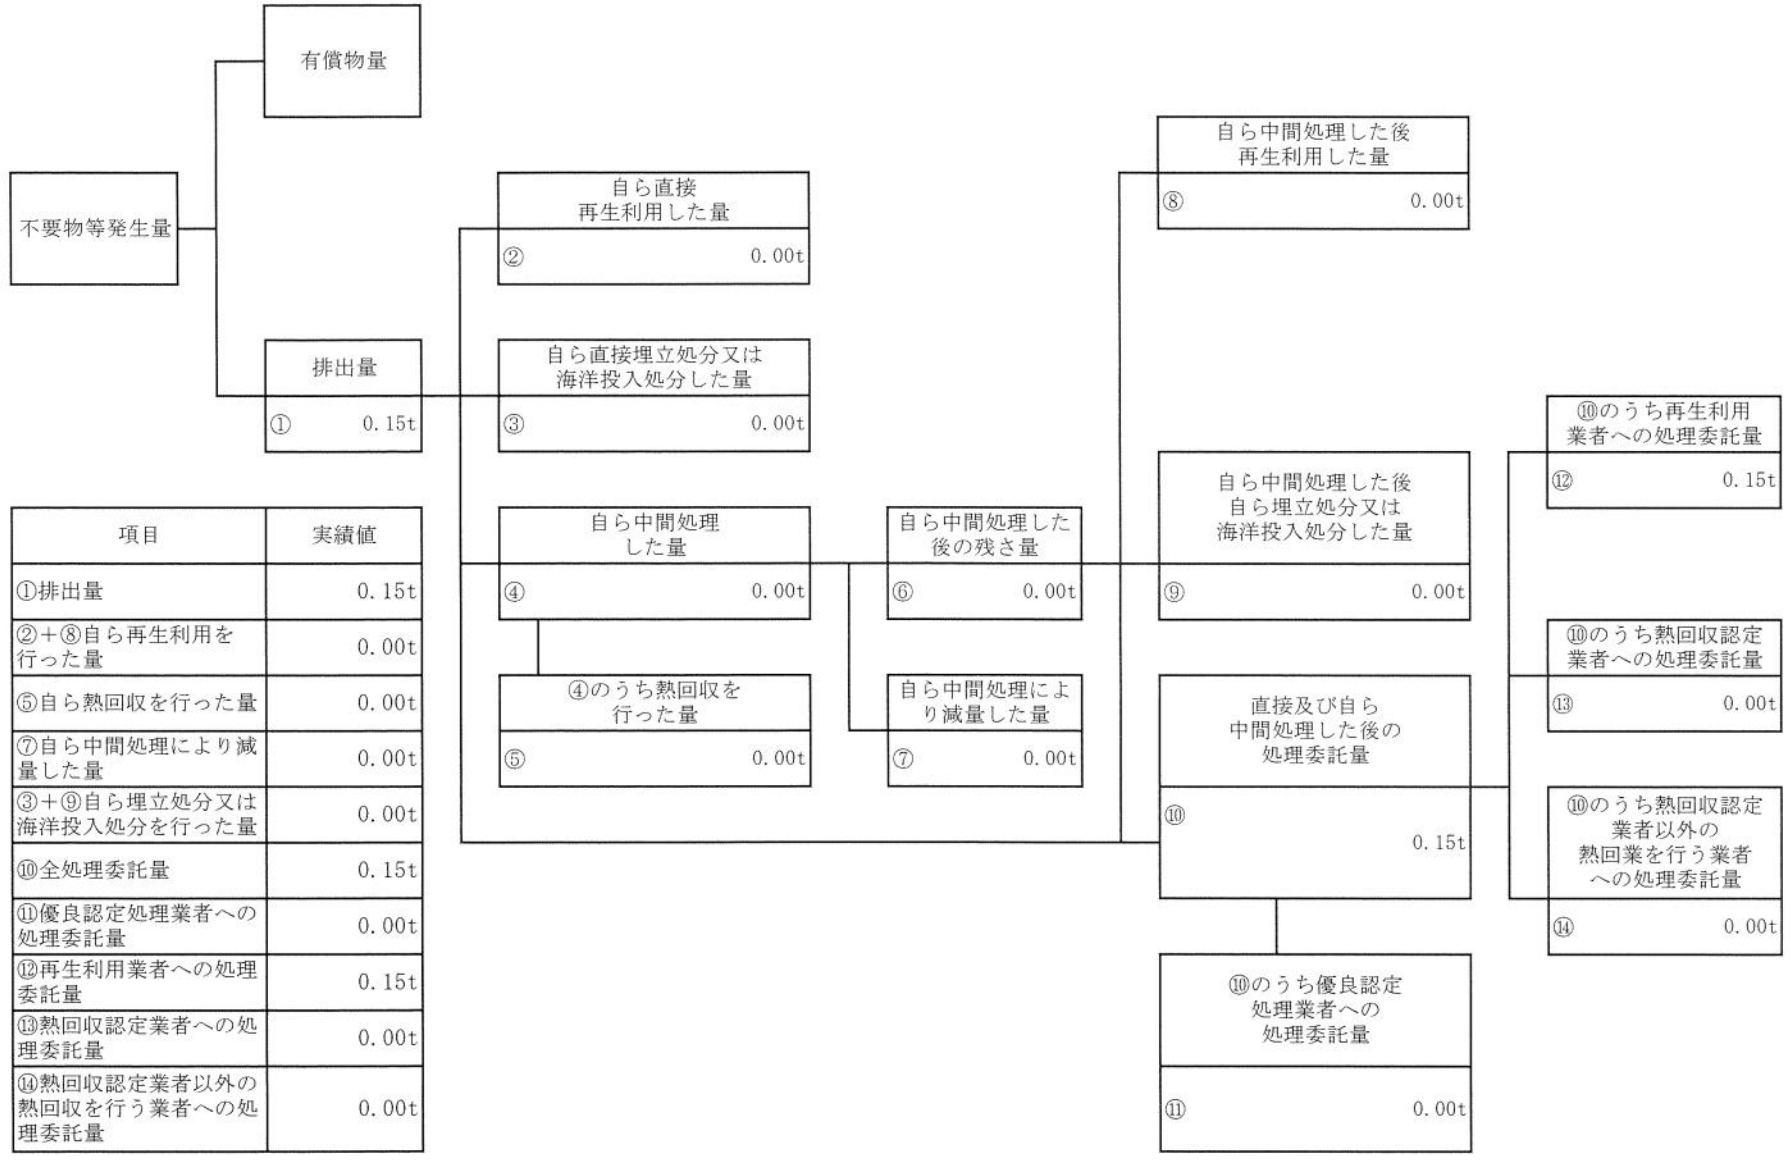 有償物量
不要物等発生量
排出量
① 0.15t
自ら直接
再生利用した量
② 0.00t
自ら直接埋立処分又は
海洋投入処分した量
③ 0.00t
自ら中間処理
した量
④ 0.00t
④のうち熱回収を
行った量
⑤ 0.00t
自ら中間処理した
後の残さ量
⑥ 0.00t
自ら中間処理によ
り減量した量
⑦ 0.00t
自ら中間処理した後
再生利用した量
⑧ 0.00t
自ら中間処理した後
自ら埋立処分又は
海洋投入処分した量
⑨ 0.00t
直接及び自ら
中間処理した後の
処理委託量
⑩
0.15t
⑩のうち優良認定
処理業者への
処理委託量
⑪ 0.00t
⑩のうち再生利用
業者への処理委託量
⑫ 0.15t
⑩のうち熱回収認定
業者への処理委託量
⑬ 0.00t
⑩のうち熱回収認定
業者以外の
熱回業を行う業者
への処理委託量
⑭ 0.00t
項目 実績値
①排出量 0.15t
②＋⑧自ら再生利用を
行った量 0.00t
⑤自ら熱回収を行った量 0.00t
⑦自ら中間処理により減
量した量 0.00t
③＋⑨自ら埋立処分又は
海洋投入処分を行った量 0.00t
⑩全処理委託量 0.15t
⑪優良認定処理業者への
処理委託量 0.00t
⑫再生利用業者への処理
委託量 0.15t
⑬熱回収認定業者への処
理委託量 0.00t
⑭熱回収認定業者以外の
熱回収を行う業者への処
理委託量 0.00t